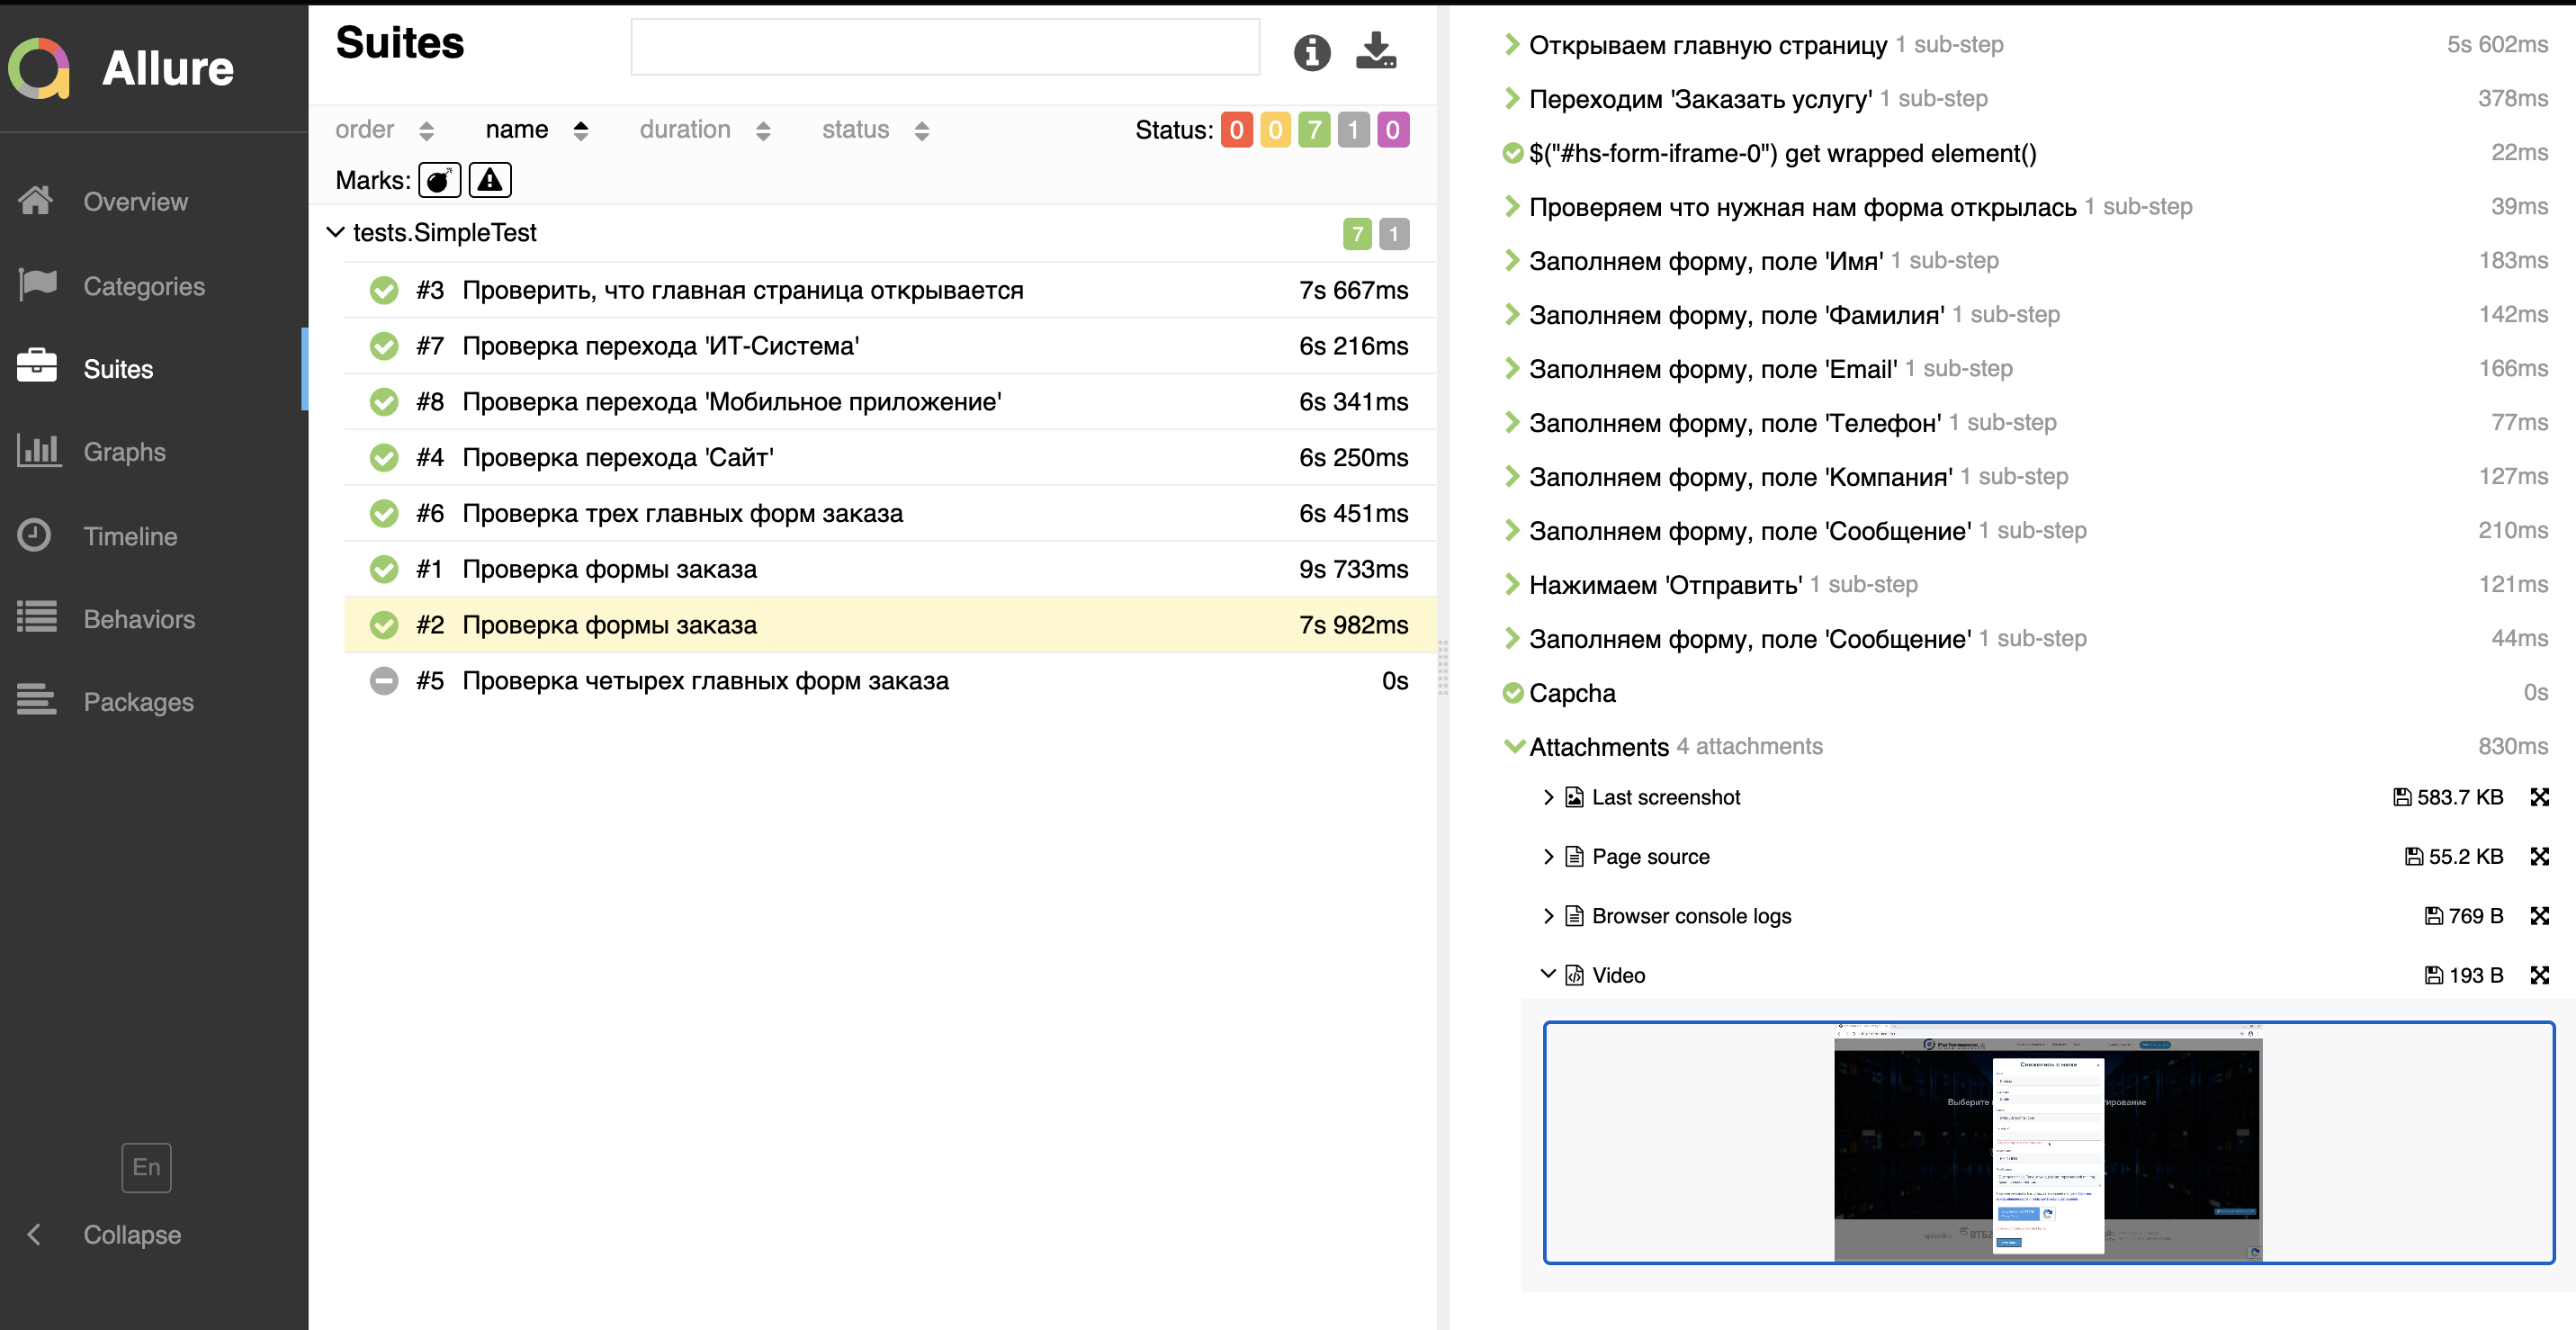 Allure
Overview
Categories
Suites
Graphs
Timeline
Behaviors
Packages
En
Collapse
Suites
order name duration status Status: 0 0 7 1 0
Marks:
tests.SimpleTest 7 1
#3 Проверить, что главная страница открывается 7s 667ms
#7 Проверка перехода 'ИТ-Система' 6s 216ms
#8 Проверка перехода 'Мобильное приложение' 6s 341ms
#4 Проверка перехода 'Сайт' 6s 250ms
#6 Проверка трех главных форм заказа 6s 451ms
#1 Проверка формы заказа 9s 733ms
#2 Проверка формы заказа 7s 982ms
#5 Проверка четырех главных форм заказа 0s
Открываем главную страницу 1 sub-step 5s 602ms
Переходим 'Заказать услугу' 1 sub-step 378ms
$("#hs-form-iframe-0") get wrapped element() 22ms
Проверяем что нужная нам форма открылась 1 sub-step 39ms
Заполняем форму, поле 'Имя' 1 sub-step 183ms
Заполняем форму, поле 'Фамилия' 1 sub-step 142ms
Заполняем форму, поле 'Email' 1 sub-step 166ms
Заполняем форму, поле 'Телефон' 1 sub-step 77ms
Заполняем форму, поле 'Компания' 1 sub-step 127ms
Заполняем форму, поле 'Сообщение' 1 sub-step 210ms
Нажимаем 'Отправить' 1 sub-step 121ms
Заполняем форму, поле 'Сообщение' 1 sub-step 44ms
Capcha 0s
Attachments 4 attachments 830ms
Last screenshot 583.7 KB
Page source 55.2 KB
Browser console logs 769 B
Video 193 B
Свяжитесь с нами
Выберите
splunk>